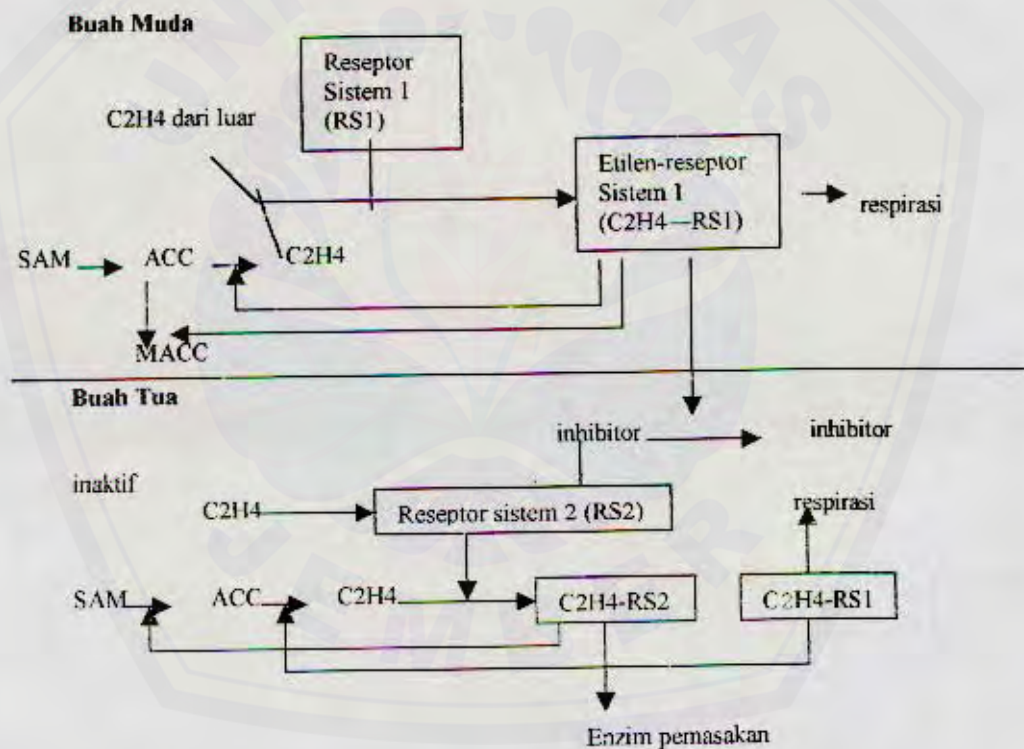 Buah Muda
Reseptor
Sistem 1
(RS1)
C2H4 dari luar
Etilen-reseptor
Sistem 1
(C2H4—RS1)
respirasi
SAM ACC C2H4
MACC
Buah Tua
inhibitor inhibitor
inaktif
respirasi
C2H4 Reseptor sistem 2 (RS2)
SAM ACC C2H4 C2H4-RS2 C2H4-RS1
Enzim pemasakan
UNIVERSITAS
JEMBER